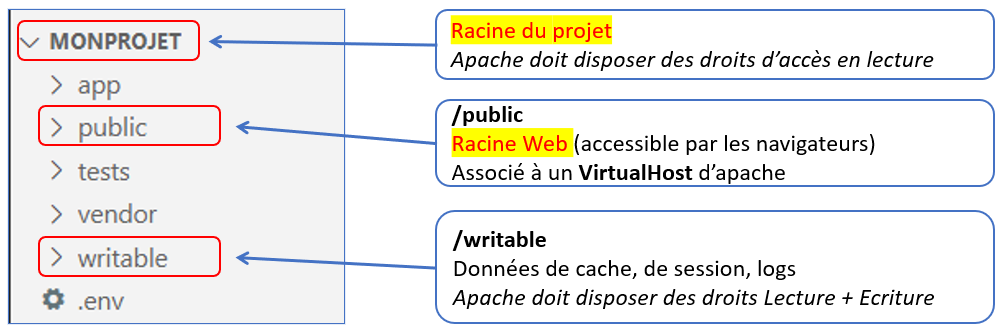 MONPROJET
app
public
tests
vendor
writable
.env
Racine du projet
Apache doit disposer des droits d’accès en lecture
/public
Racine Web (accessible par les navigateurs)
Associé à un VirtualHost d’apache
/writable
Données de cache, de session, logs
Apache doit disposer des droits Lecture + Ecriture